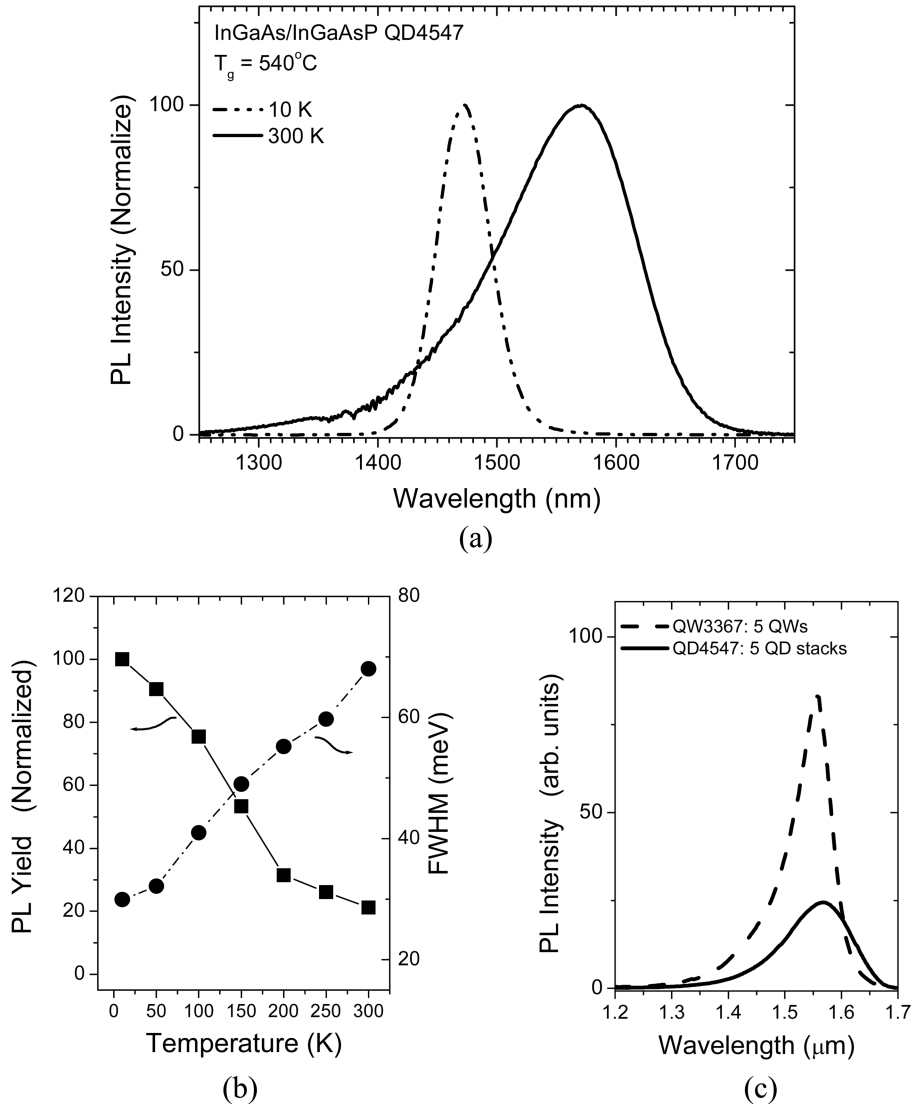 InGaAs/InGaAsP QD4547
T_g = 540°C
10 K
300 K
PL Intensity (Normalize)
100
50
0
1300 1400 1500 1600 1700
Wavelength (nm)
(a)
PL Yield (Normalized)
120
100
80
60
40
20
0
80
60
40
20
FWHM (meV)
0 50 100 150 200 250 300
Temperature (K)
(b)
QW3367: 5 QWs
QD4547: 5 QD stacks
PL Intensity (arb. units)
100
50
0
1.2 1.3 1.4 1.5 1.6 1.7
Wavelength (μm)
(c)